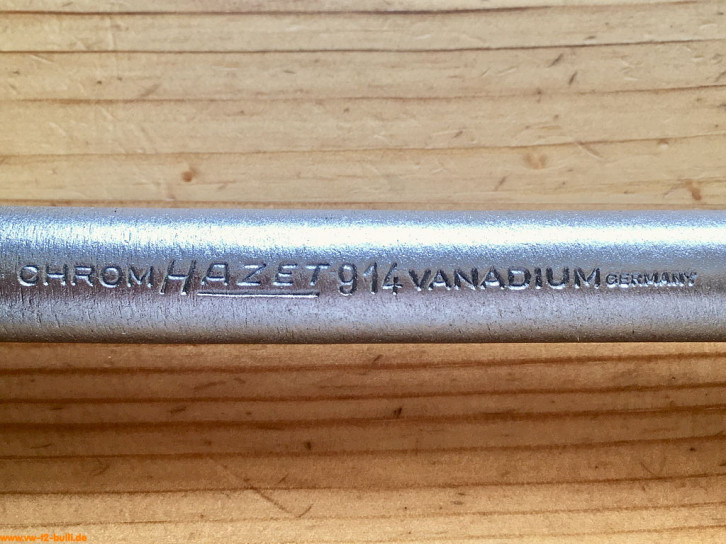 CHROM HAZET 914 VANADIUM GERMANY
www.vw-t2-bulli.de